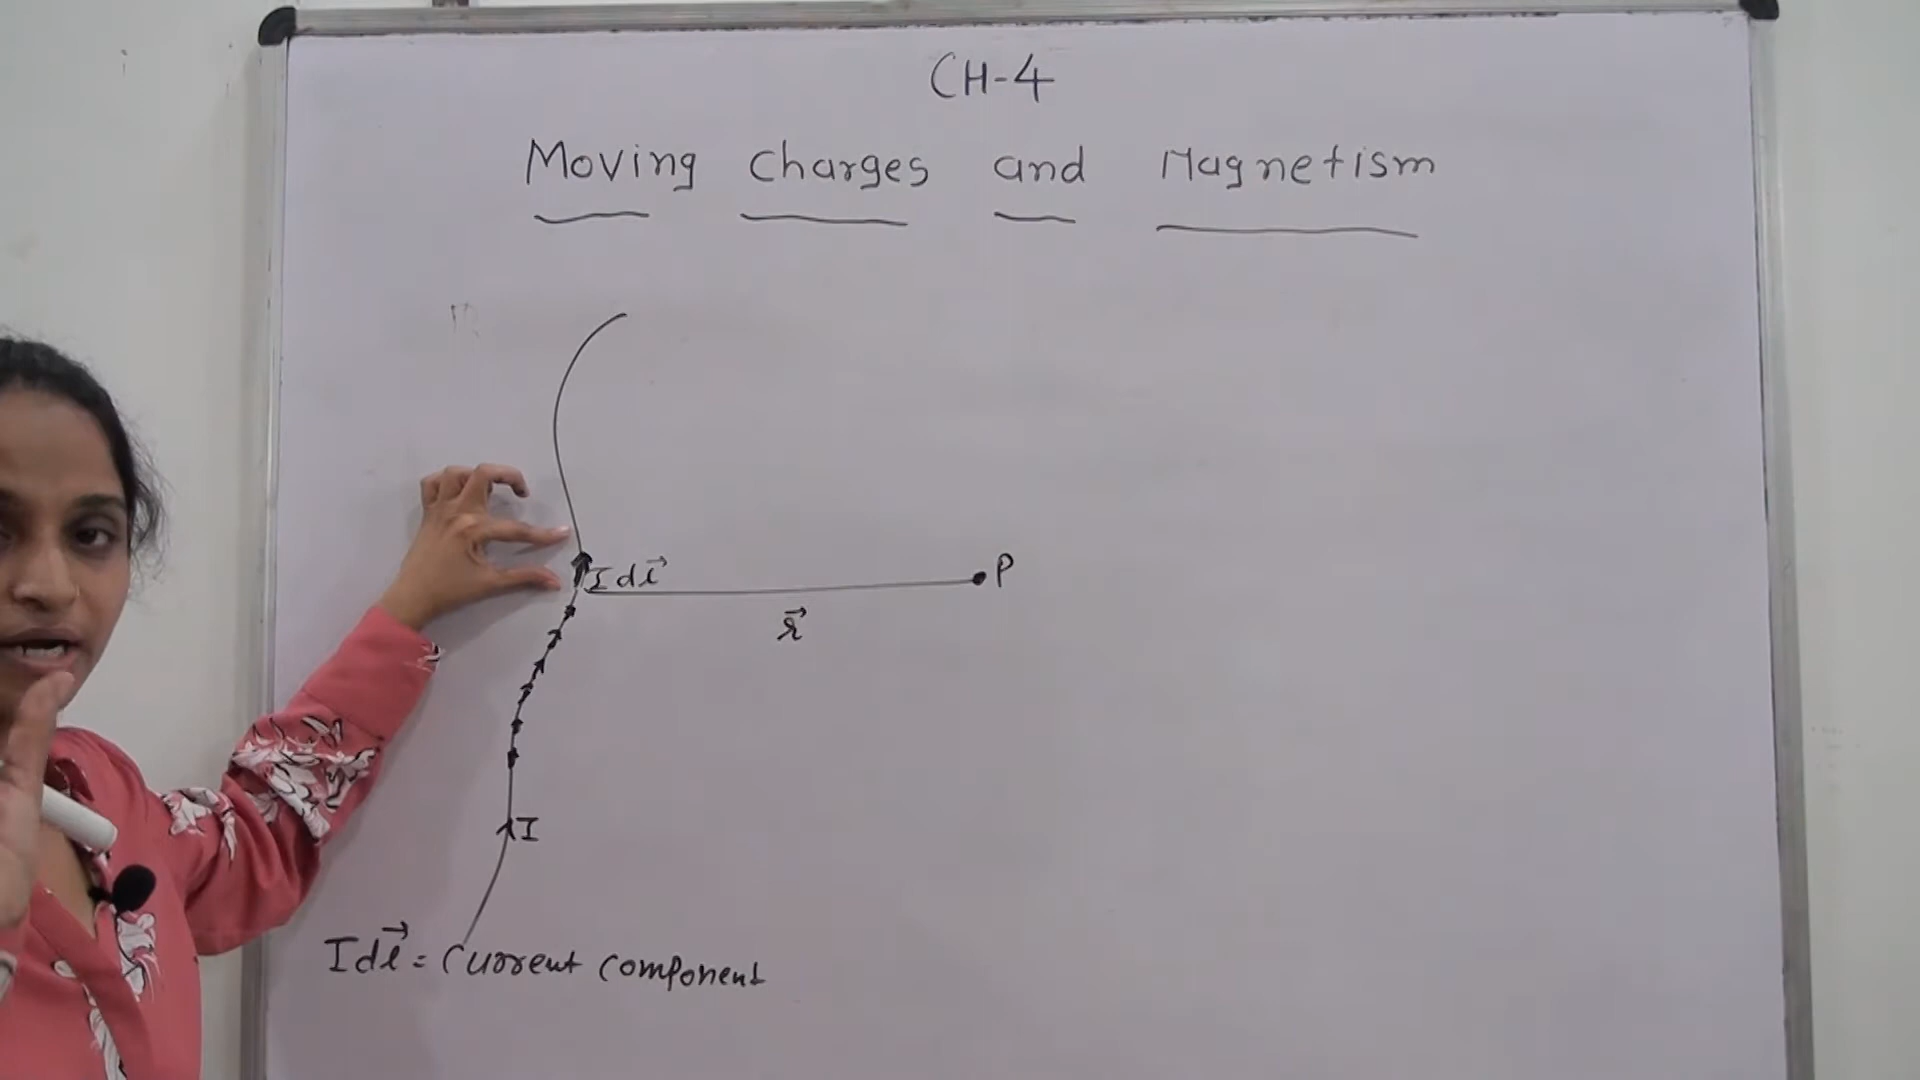 CH-4
Moving Charges and Magnetism
Idl⃗
P
r⃗
I
Idl⃗ = Current component